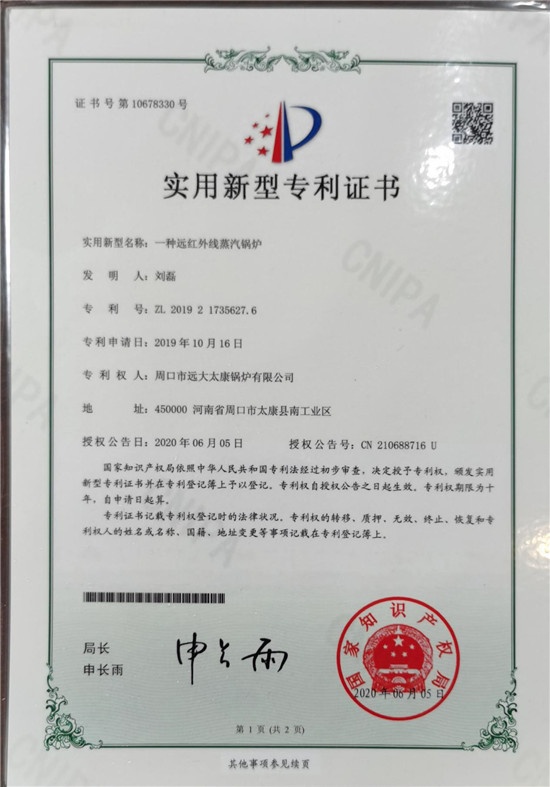 证书号第10678330号
实用新型专利证书
实用新型名称：一种远红外线蒸汽锅炉
发明人：刘磊
专利号：ZL 2019 2 1735627.6
专利申请日：2019年10月16日
专利权人：周口市远大太康锅炉有限公司
地址：450000 河南省周口市太康县南工业区
授权公告日：2020年06月05日 授权公告号：CN 210688716 U
国家知识产权局依照中华人民共和国专利法经过初步审查，决定授予专利权，颁发实用
新型专利证书并在专利登记簿上予以登记。专利权自授权公告之日起生效。专利权期限为十
年，自申请日起算。
专利证书记载专利权登记时的法律状况。专利权的转移、质押、无效、终止、恢复和专
利权人的姓名或名称、国籍、地址变更等事项记载在专利登记簿上。
局长
申长雨
申长雨
国家知识产权局
2020年06月05日
第1页(共2页)
其他事项参见续页
CNIPA
CNIPA
CNIPA
CNIPA